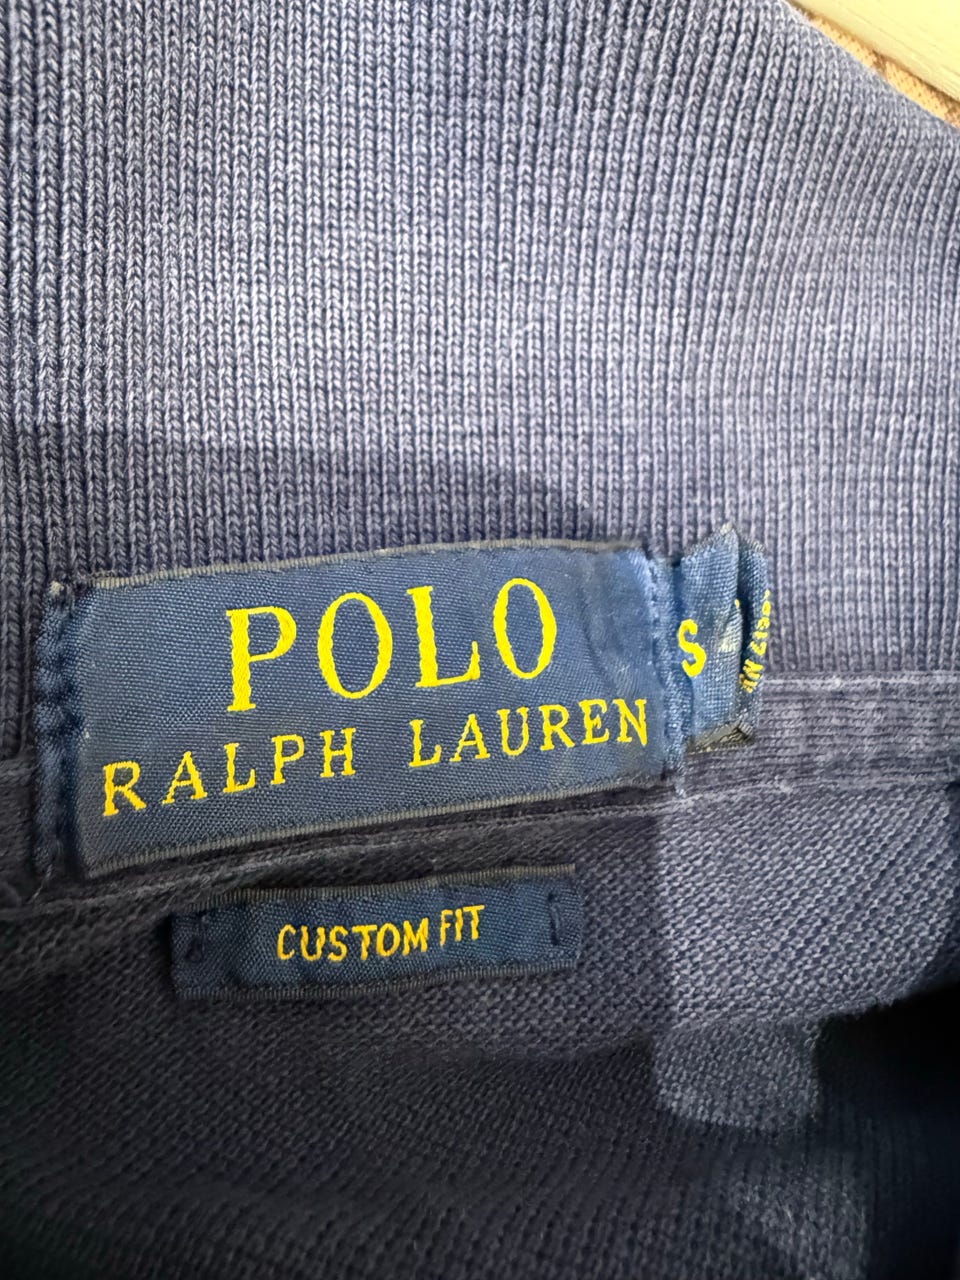 POLO
RALPH LAUREN
S
CUSTOM FIT